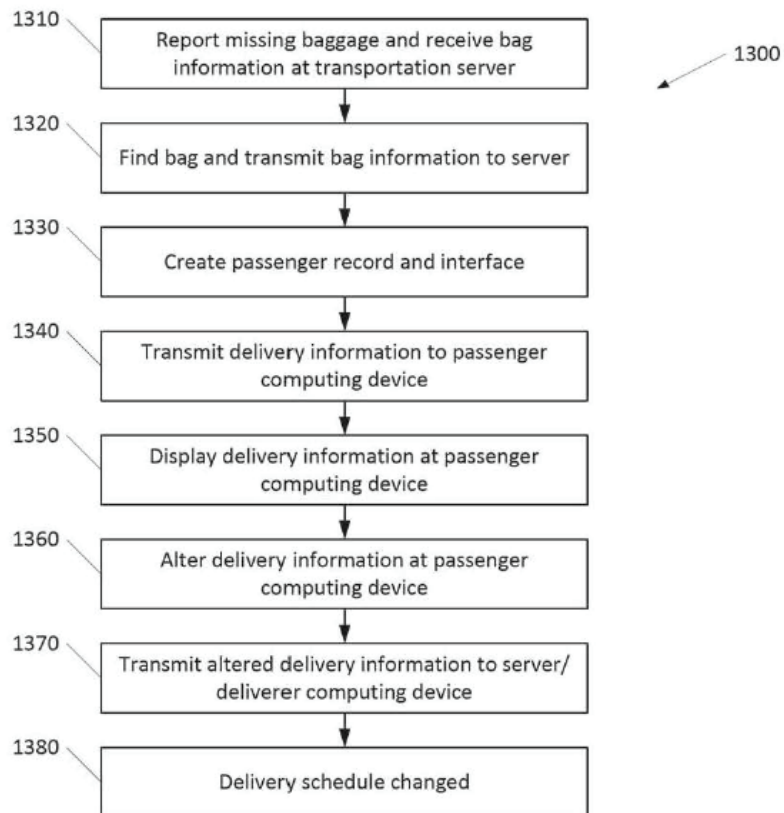 1310
Report missing baggage and receive bag
information at transportation server
1300
1320
Find bag and transmit bag information to server
1330
Create passenger record and interface
1340
Transmit delivery information to passenger
computing device
1350
Display delivery information at passenger
computing device
1360
Alter delivery information at passenger
computing device
1370
Transmit altered delivery information to server/
deliverer computing device
1380
Delivery schedule changed